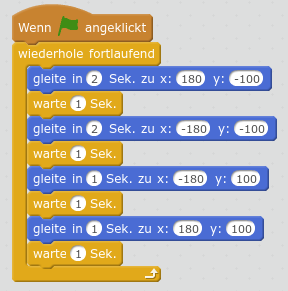 Wenn angeklickt
wiederhole fortlaufend
gleite in 2 Sek. zu x: 180 y: -100
warte 1 Sek.
gleite in 2 Sek. zu x: -180 y: -100
warte 1 Sek.
gleite in 1 Sek. zu x: -180 y: 100
warte 1 Sek.
gleite in 1 Sek. zu x: 180 y: 100
warte 1 Sek.